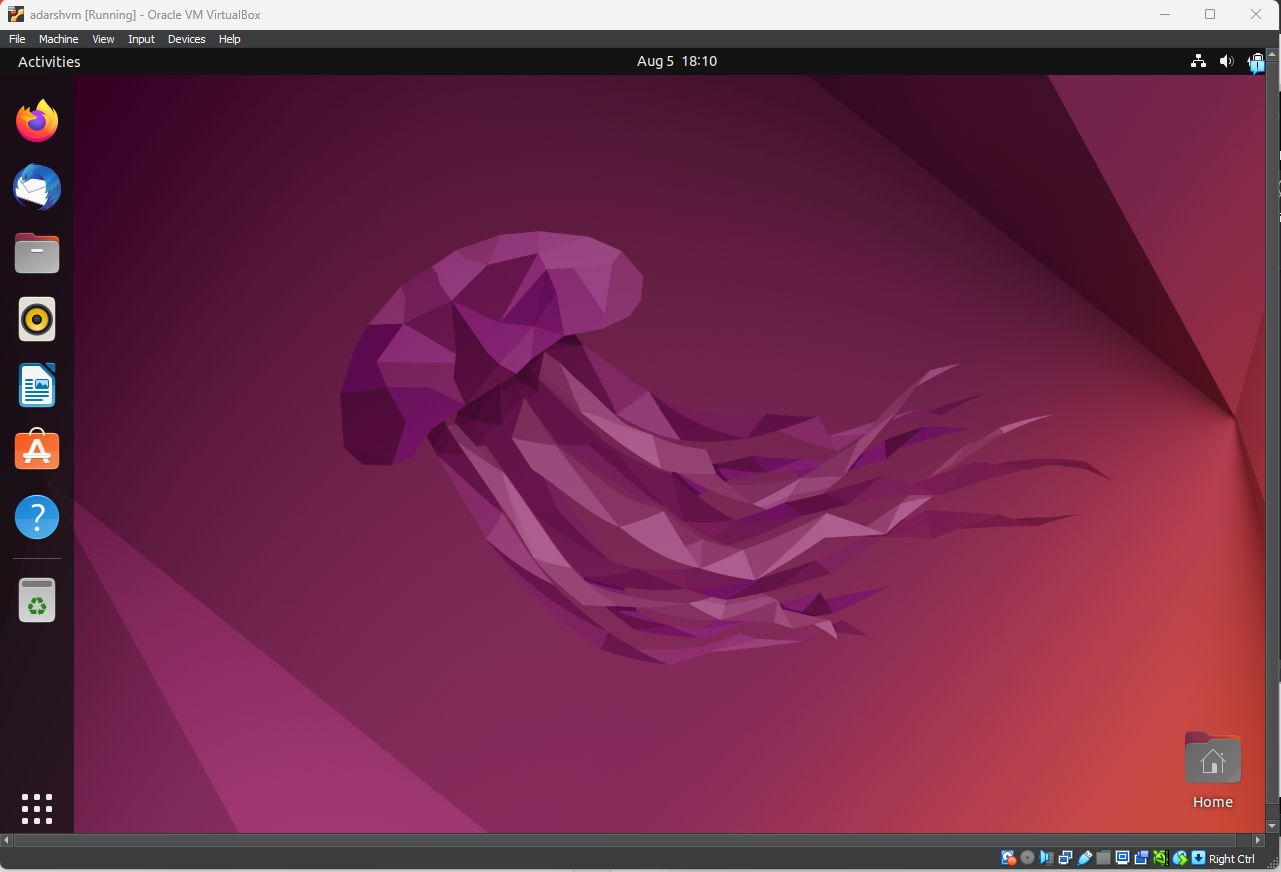 adarshvm [Running] - Oracle VM VirtualBox
File Machine View Input Devices Help
Activities
Aug 5 18:10
Home
Right Ctrl